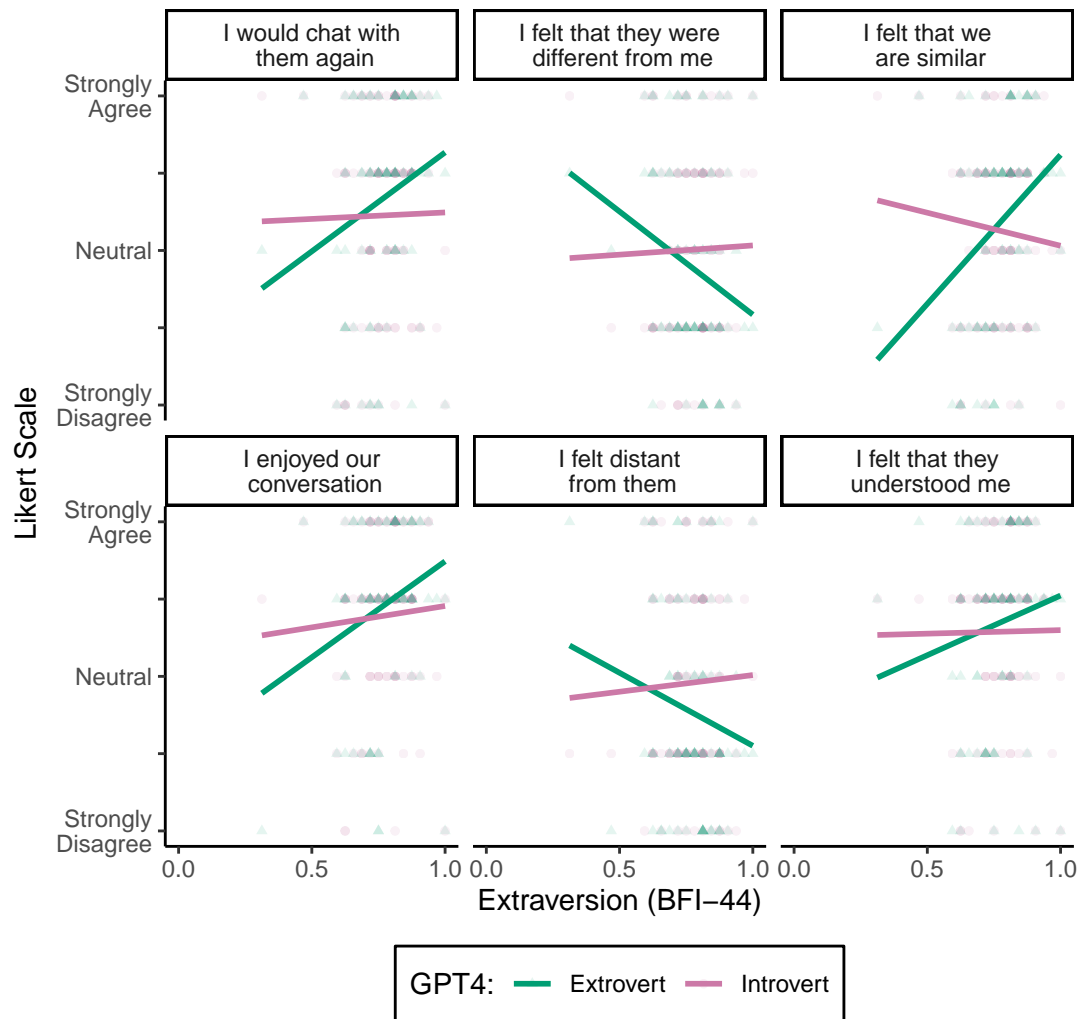 I would chat with
them again
I felt that they were
different from me
I felt that we
are similar
Strongly
Agree
Neutral
Strongly
Disagree
I enjoyed our
conversation
I felt distant
from them
I felt that they
understood me
Strongly
Agree
Neutral
Strongly
Disagree
Likert Scale
0.0 0.5 1.0 0.0 0.5 1.0 0.0 0.5 1.0
Extraversion (BFI−44)
GPT4: Extrovert Introvert